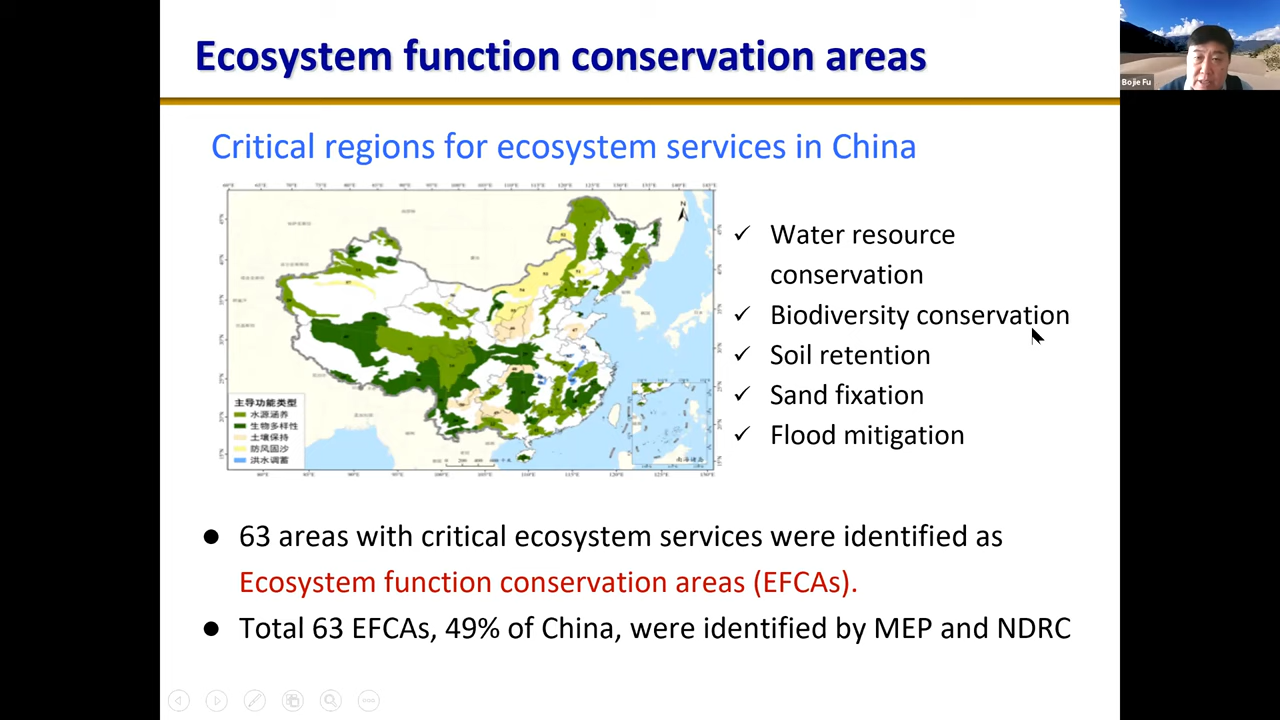 Ecosystem function conservation areas
Bojie Fu
Critical regions for ecosystem services in China
N
主导功能类型
水源涵养
生物多样性
土壤保持
防风固沙
洪水调蓄
南海诸岛
✓ Water resource
conservation
✓ Biodiversity conservation
✓ Soil retention
✓ Sand fixation
✓ Flood mitigation
● 63 areas with critical ecosystem services were identified as
Ecosystem function conservation areas (EFCAs).
● Total 63 EFCAs, 49% of China, were identified by MEP and NDRC